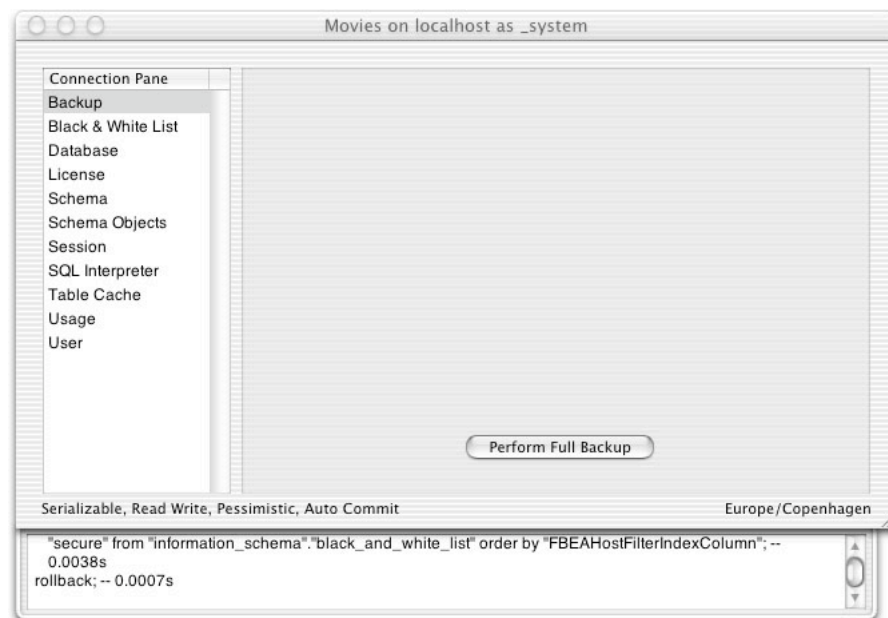 Movies on localhost as _system
Connection Pane
Backup
Black & White List
Database
License
Schema
Schema Objects
Session
SQL Interpreter
Table Cache
Usage
User
Perform Full Backup
Serializable, Read Write, Pessimistic, Auto Commit
Europe/Copenhagen
"secure" from "information_schema"."black_and_white_list" order by "FBEAHostFilterIndexColumn"; --
0.0038s
rollback; -- 0.0007s